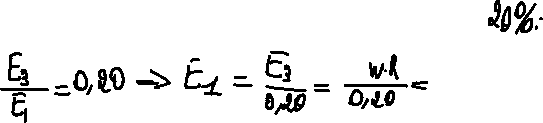 20%.
E3/E1 = 0,20 → E1 = E3/0,20 = w.h/0,20 =